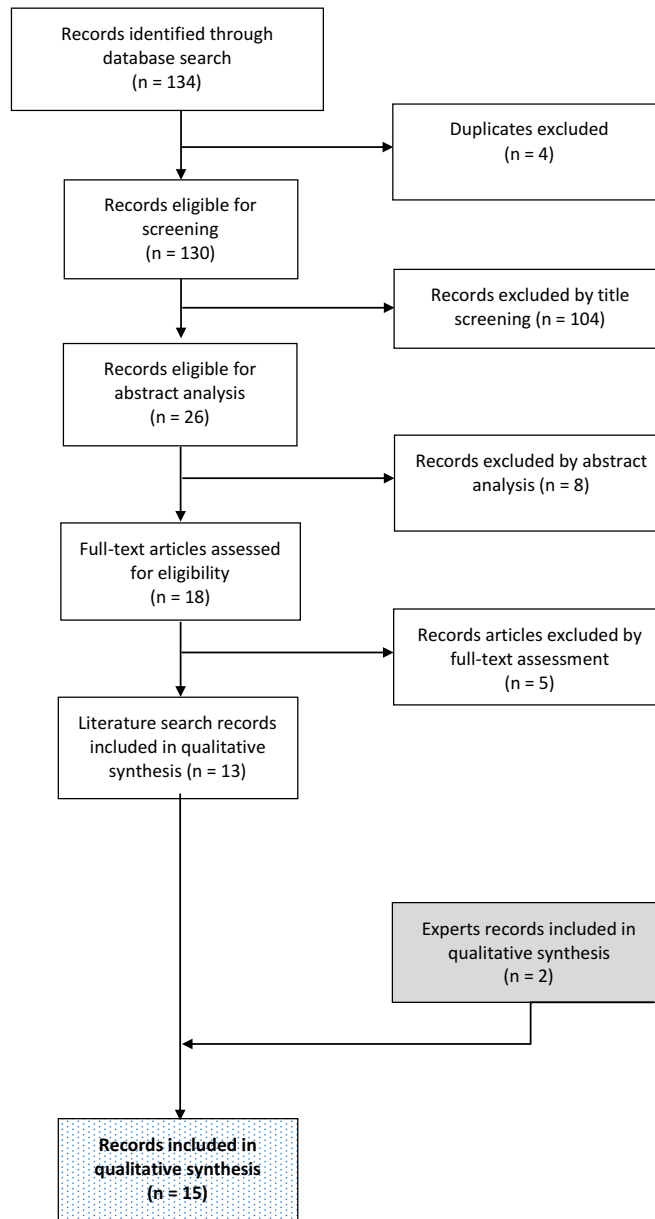 Records identified through
database search
(n = 134)
Duplicates excluded
(n = 4)
Records eligible for
screening
(n = 130)
Records excluded by title
screening (n = 104)
Records eligible for
abstract analysis
(n = 26)
Records excluded by abstract
analysis (n = 8)
Full-text articles assessed
for eligibility
(n = 18)
Records articles excluded by
full-text assessment
(n = 5)
Literature search records
included in qualitative
synthesis (n = 13)
Experts records included in
qualitative synthesis
(n = 2)
Records included in
qualitative synthesis
(n = 15)